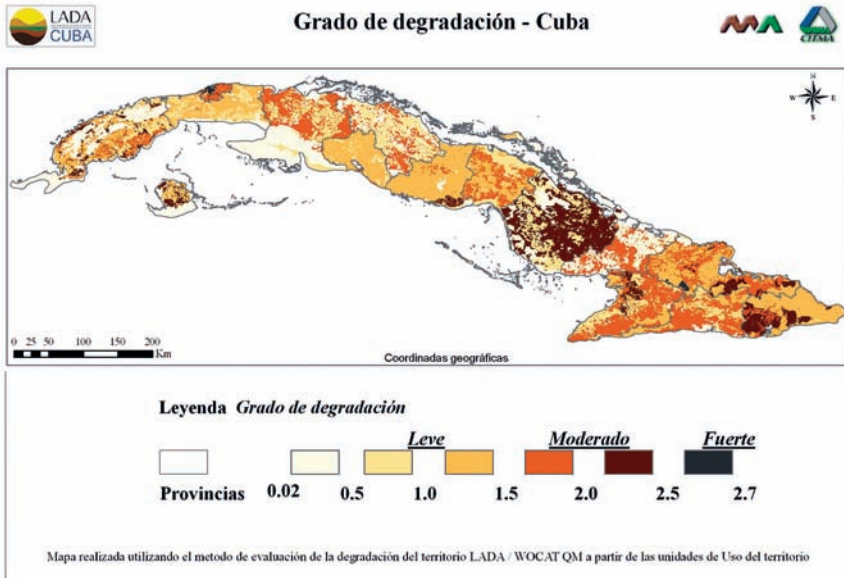 LADA
CUBA
Grado de degradación - Cuba
CITMA
N
W E
S
0 25 50 100 150 200
Km
Coordinadas geográficas
Leyenda Grado de degradación
Leve Moderado Fuerte
Provincias 0.02 0.5 1.0 1.5 2.0 2.5 2.7
Mapa realizada utilizando el metodo de evaluación de la degradación del territorio LADA / WOCAT QM a partir de las unidades de Uso del territorio